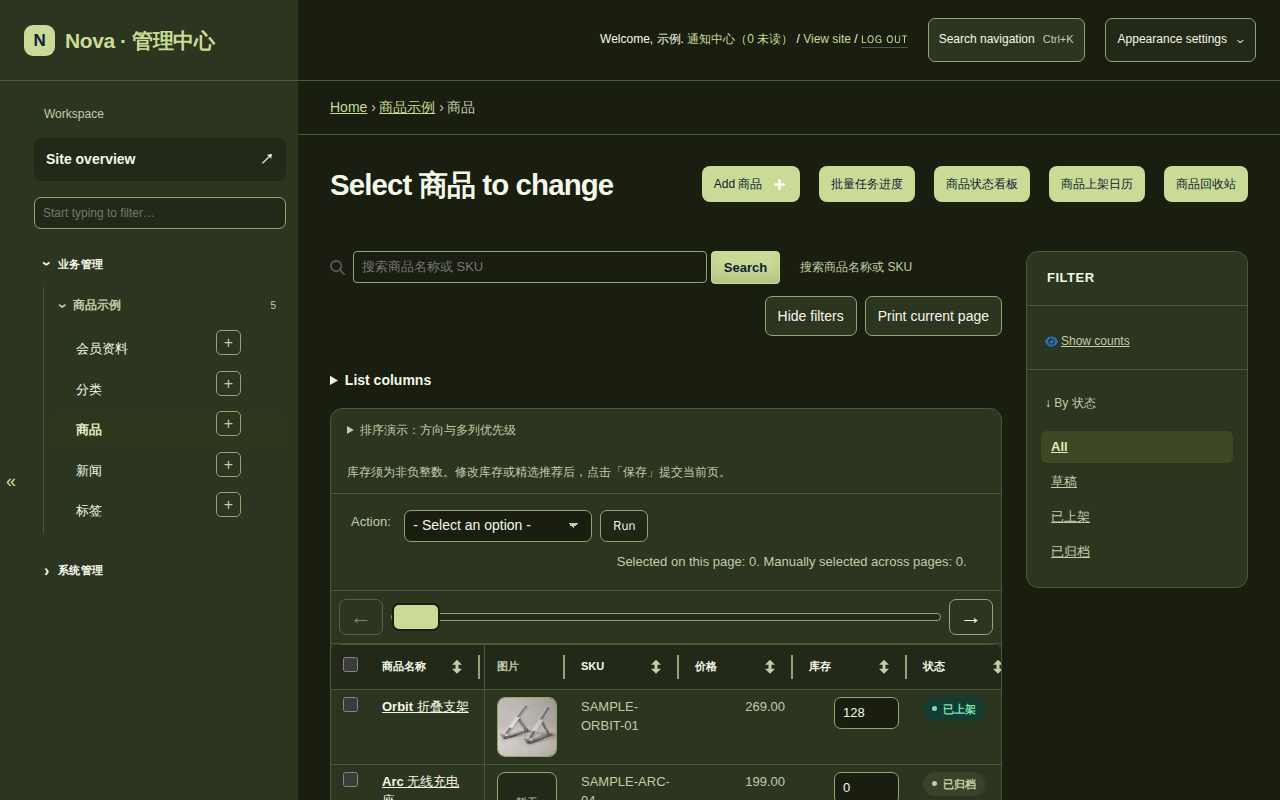 N Nova · 管理中心
Welcome, 示例. 通知中心（0 未读） / View site / LOG OUT
Search navigation Ctrl+K
Appearance settings
Workspace
Site overview ↗
Start typing to filter…
业务管理
商品示例 5
会员资料 +
分类 +
商品 +
新闻 +
标签 +
系统管理
«
Home › 商品示例 › 商品
Select 商品 to change
Add 商品
批量任务进度
商品状态看板
商品上架日历
商品回收站
搜索商品名称或 SKU
Search
搜索商品名称或 SKU
Hide filters
Print current page
List columns
排序演示：方向与多列优先级
库存须为非负整数。修改库存或精选推荐后，点击「保存」提交当前页。
Action: - Select an option - Run
Selected on this page: 0. Manually selected across pages: 0.
← →
商品名称 图片 SKU 价格 库存 状态
Orbit 折叠支架 SAMPLE-ORBIT-01 269.00 128 已上架
Arc 无线充电座 SAMPLE-ARC-04 199.00 0 已归档
FILTER
Show counts
↓ By 状态
All
草稿
已上架
已归档